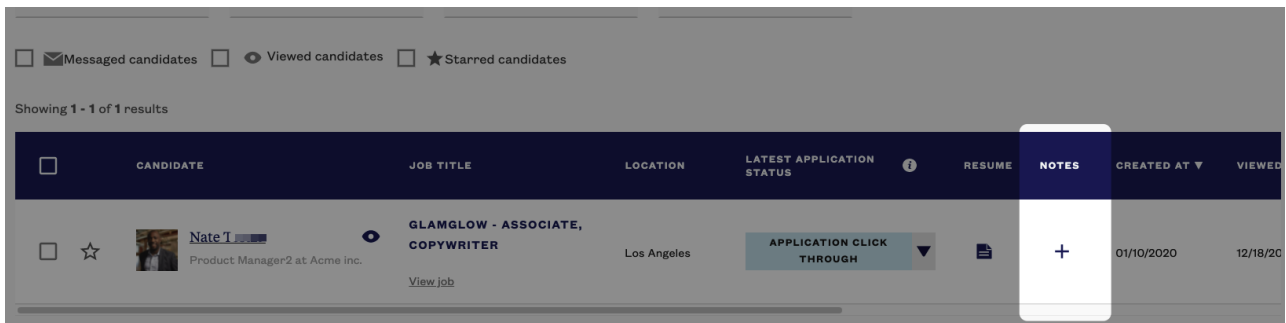 Messaged candidates Viewed candidates Starred candidates
Showing 1 - 1 of 1 results
CANDIDATE JOB TITLE LOCATION LATEST APPLICATION STATUS RESUME NOTES CREATED AT ▼ VIEWED
Nate T
Product Manager2 at Acme inc.
GLAMGLOW - ASSOCIATE,
COPYWRITER
View job
Los Angeles
APPLICATION CLICK
THROUGH
+
01/10/2020
12/18/20